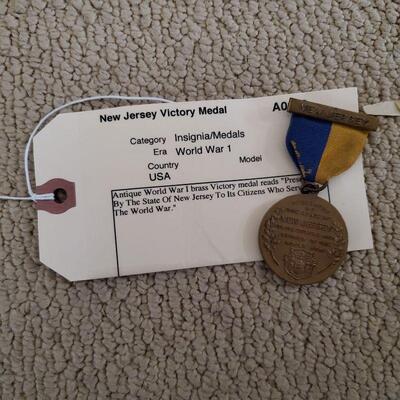 New Jersey Victory Medal A0
Category Insignia/Medals
Era World War 1
Country Model
USA
Antique World War I brass Victory medal reads "Pres
By The State Of New Jersey To Its Citizens Who Serv
The World War."
NEW JERSEY
NEW JERSEY